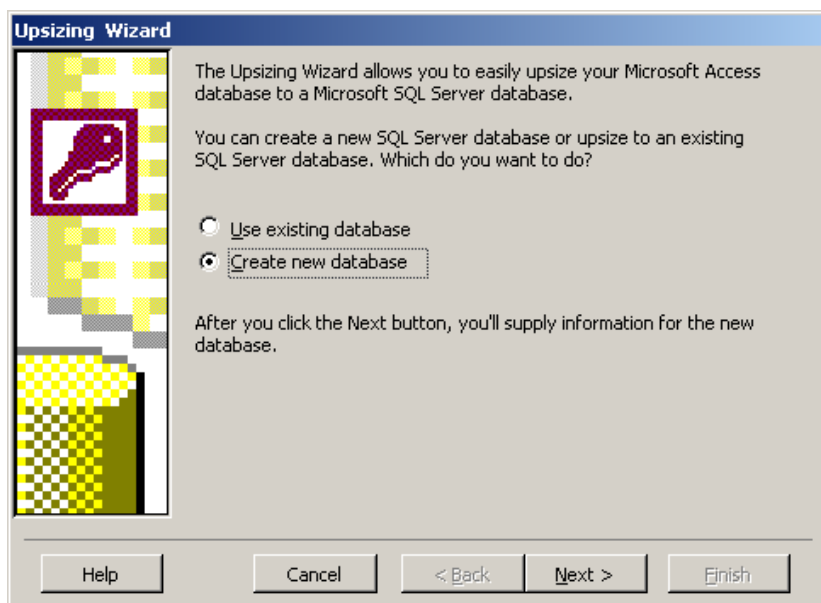 Upsizing Wizard
The Upsizing Wizard allows you to easily upsize your Microsoft Access
database to a Microsoft SQL Server database.
You can create a new SQL Server database or upsize to an existing
SQL Server database. Which do you want to do?
Use existing database
Create new database
After you click the Next button, you'll supply information for the new
database.
Help Cancel < Back Next > Finish